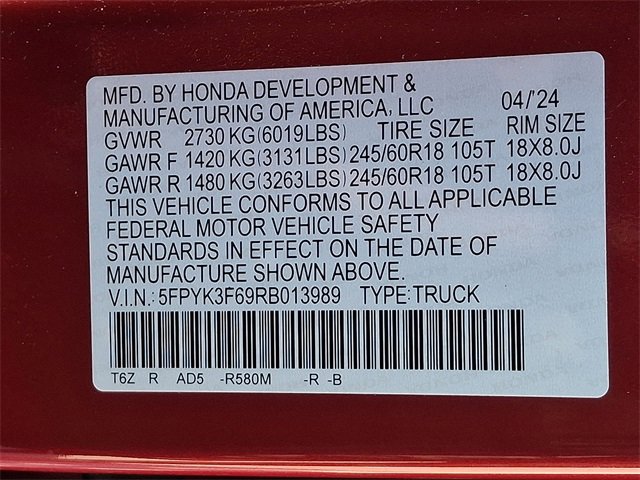 MFD. BY HONDA DEVELOPMENT &
MANUFACTURING OF AMERICA, LLC 04/'24
GVWR 2730 KG(6019LBS) TIRE SIZE RIM SIZE
GAWR F 1420 KG(3131LBS) 245/60R18 105T 18X8.0J
GAWR R 1480 KG(3263LBS) 245/60R18 105T 18X8.0J
THIS VEHICLE CONFORMS TO ALL APPLICABLE
FEDERAL MOTOR VEHICLE SAFETY
STANDARDS IN EFFECT ON THE DATE OF
MANUFACTURE SHOWN ABOVE.
V.I.N.: 5FPYK3F69RB013989 TYPE: TRUCK
T6Z R AD5 -R580M -R -B